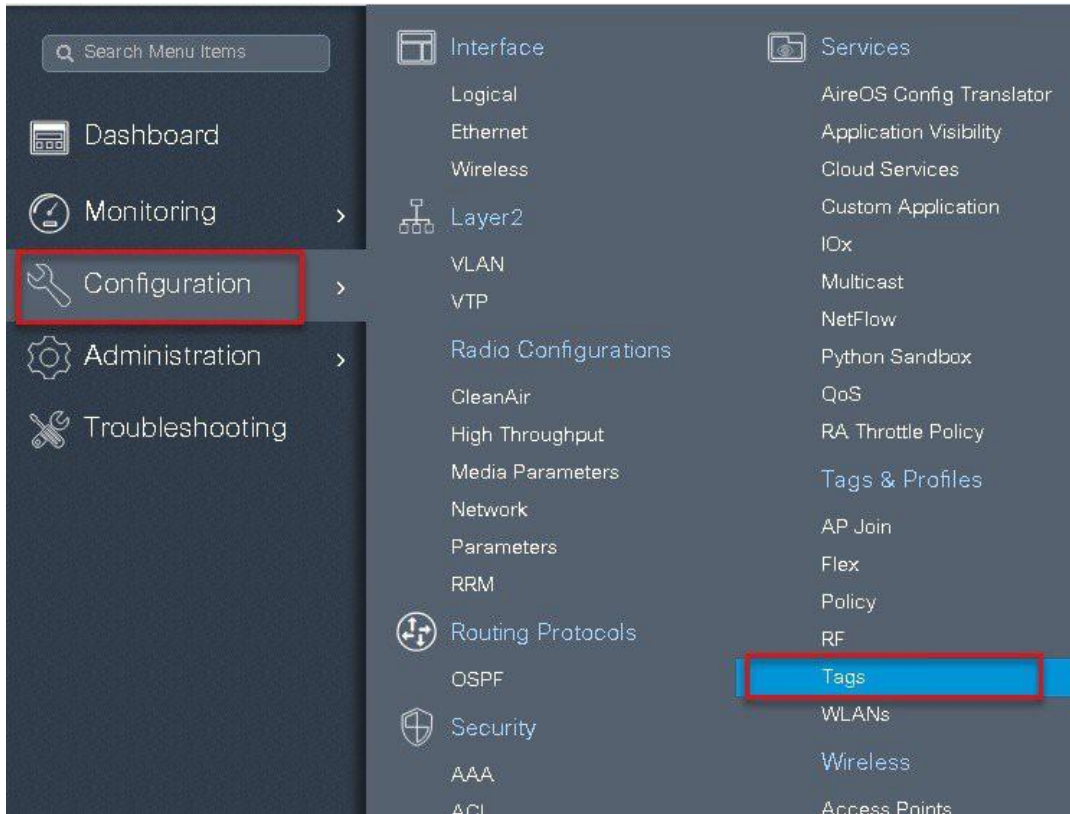 Search Menu Items
Dashboard
Monitoring
Configuration
Administration
Troubleshooting
Interface
Logical
Ethernet
Wireless
Layer2
VLAN
VTP
Radio Configurations
CleanAir
High Throughput
Media Parameters
Network
Parameters
RRM
Routing Protocols
OSPF
Security
AAA
ACL
Services
AireOS Config Translator
Application Visibility
Cloud Services
Custom Application
IOx
Multicast
NetFlow
Python Sandbox
QoS
RA Throttle Policy
Tags & Profiles
AP Join
Flex
Policy
RF
Tags
WLANs
Wireless
Access Points